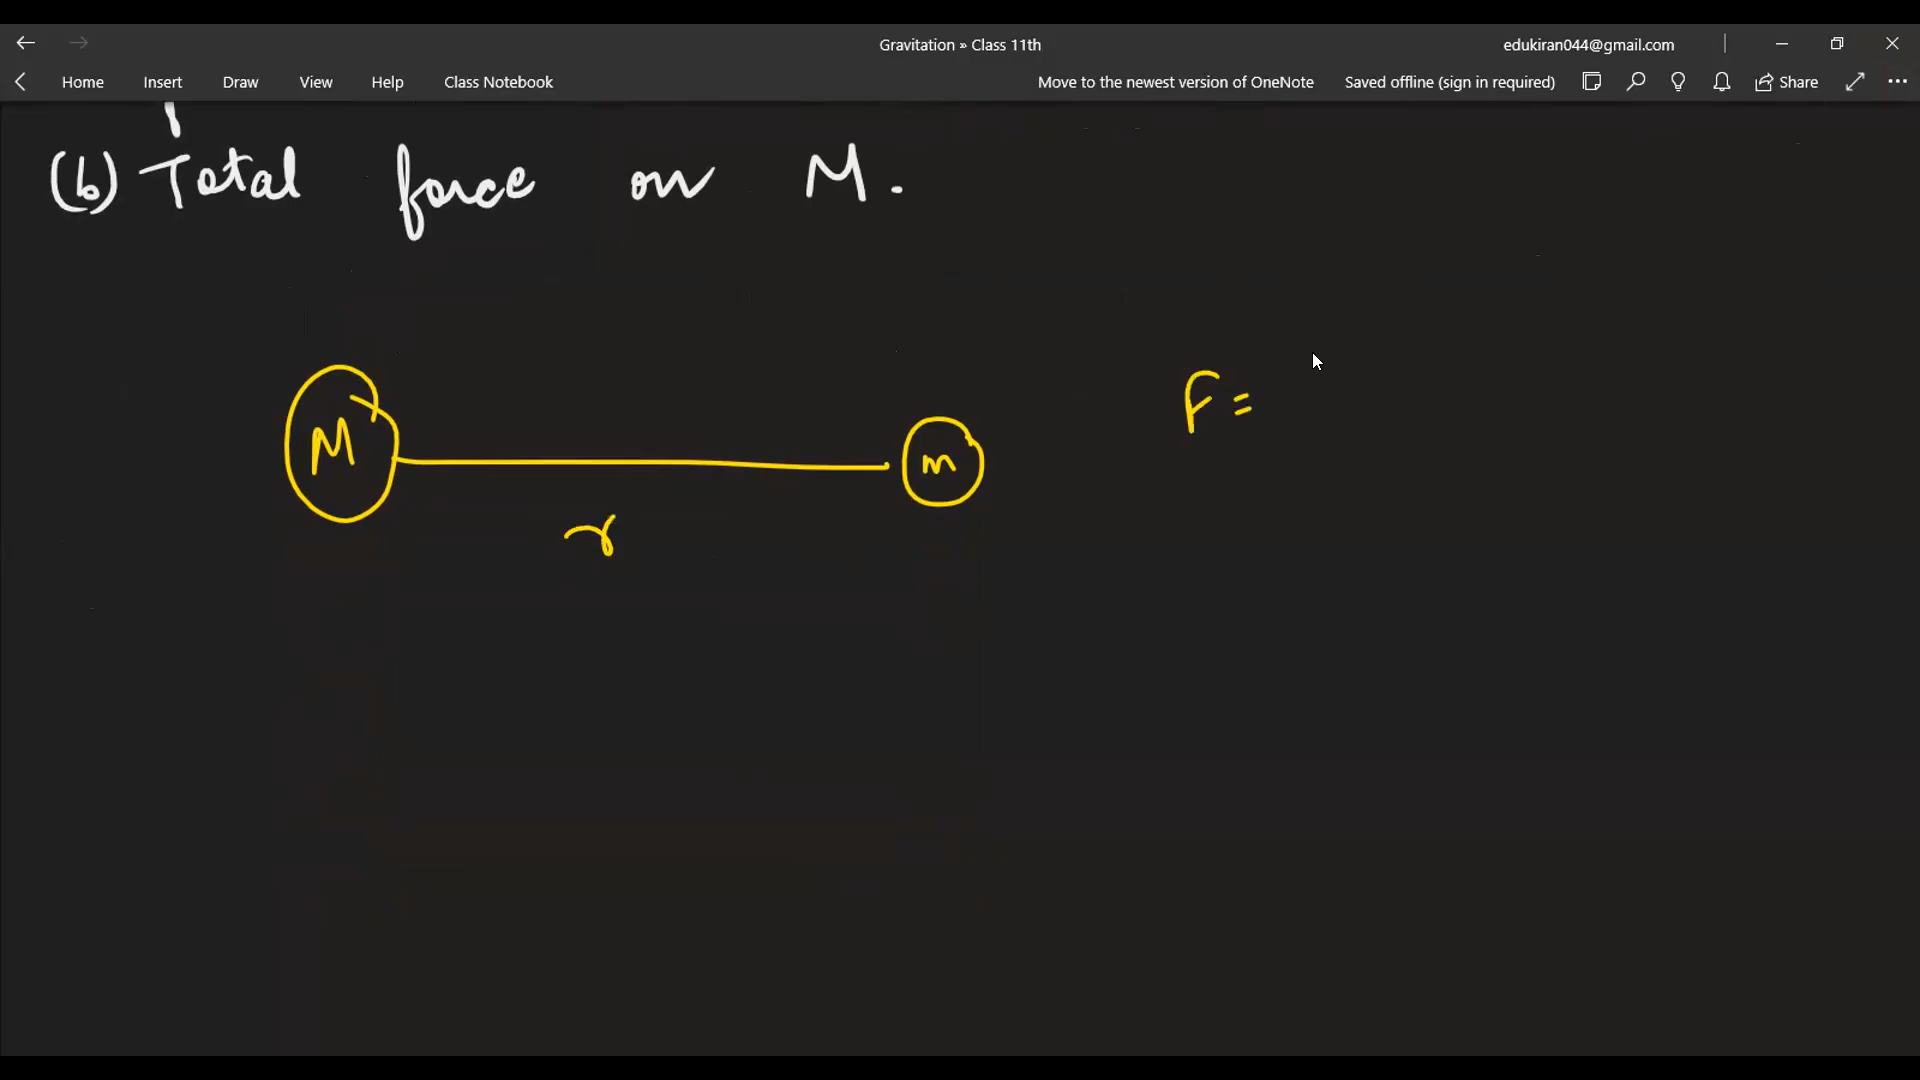 Gravitation » Class 11th
edukiran044@gmail.com
Home Insert Draw View Help Class Notebook
Move to the newest version of OneNote Saved offline (sign in required) Share
(b) Total force on M.
M m F=
r